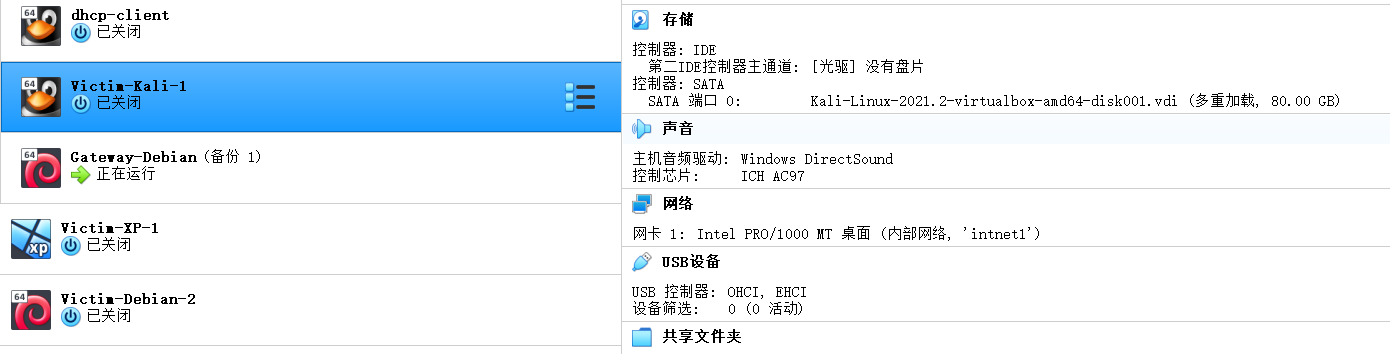 64
dhcp-client
已关闭
64
Victim-Kali-1
已关闭
64
Gateway-Debian (备份 1)
正在运行
xp
Victim-XP-1
已关闭
64
Victim-Debian-2
已关闭
存储
控制器: IDE
第二IDE控制器主通道: [光驱] 没有盘片
控制器: SATA
SATA 端口 0: Kali-Linux-2021.2-virtualbox-amd64-disk001.vdi (多重加载, 80.00 GB)
声音
主机音频驱动: Windows DirectSound
控制芯片: ICH AC97
网络
网卡 1: Intel PRO/1000 MT 桌面 (内部网络, 'intnet1')
USB设备
USB 控制器: OHCI, EHCI
设备筛选: 0 (0 活动)
共享文件夹